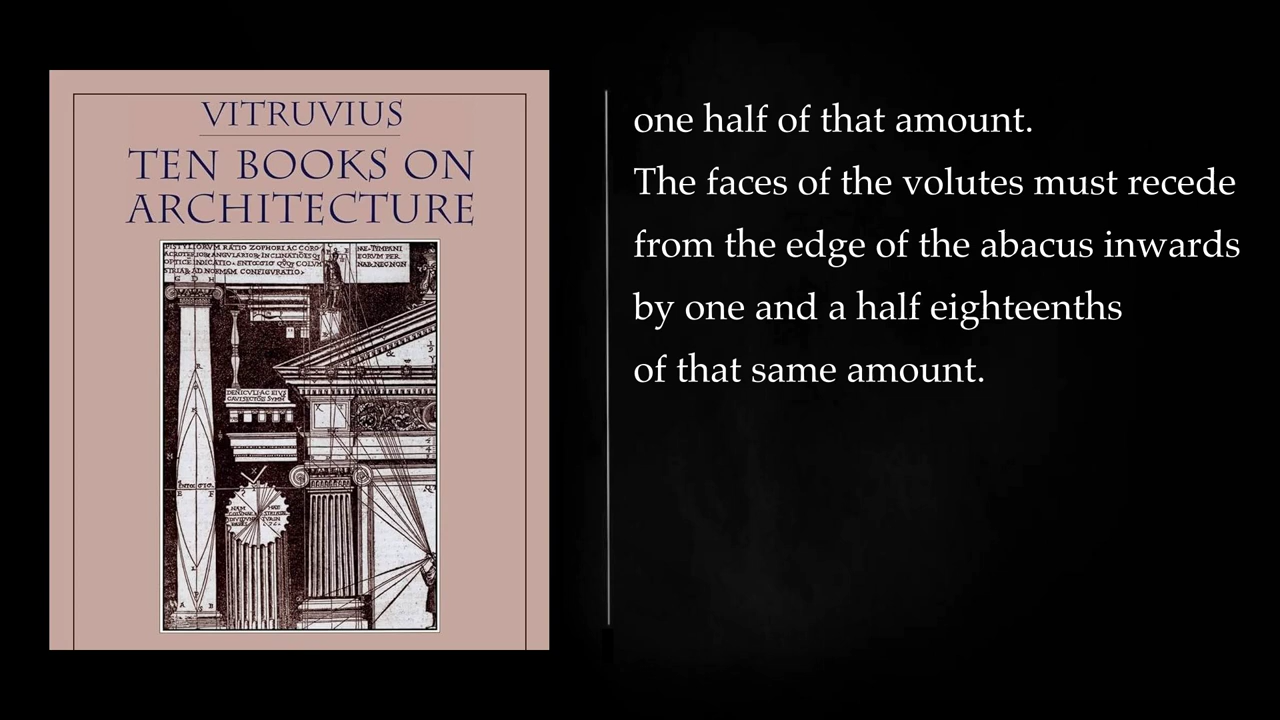 VITRUVIUS
TEN BOOKS ON
ARCHITECTURE
one half of that amount.
The faces of the volutes must recede
from the edge of the abacus inwards
by one and a half eighteenths
of that same amount.